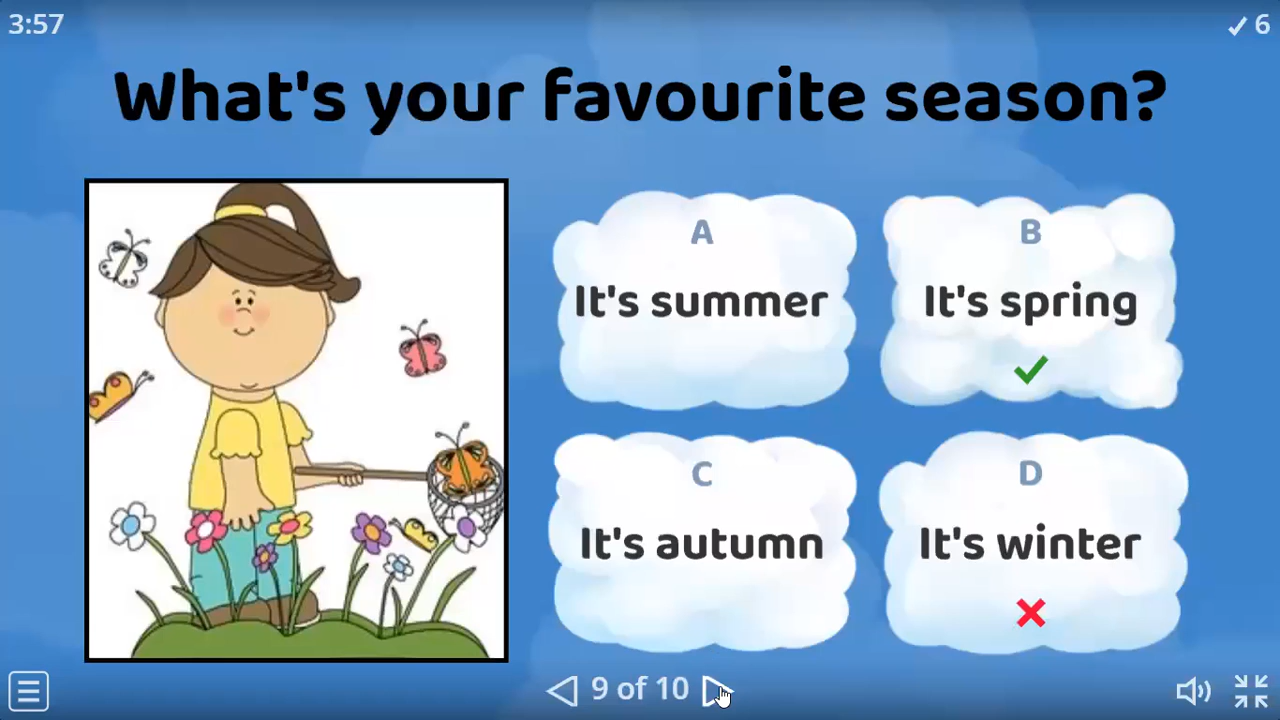 3:57
✓ 6
What's your favourite season?
A
It's summer
B
It's spring
C
It's autumn
D
It's winter
9 of 10